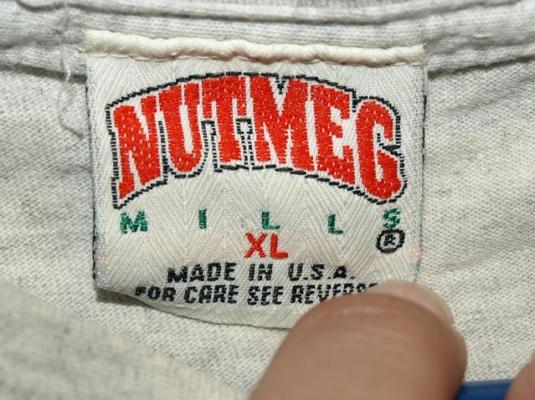 NUTMEG
MILLS
®
XL
MADE IN U.S.A.
FOR CARE SEE REVERSE